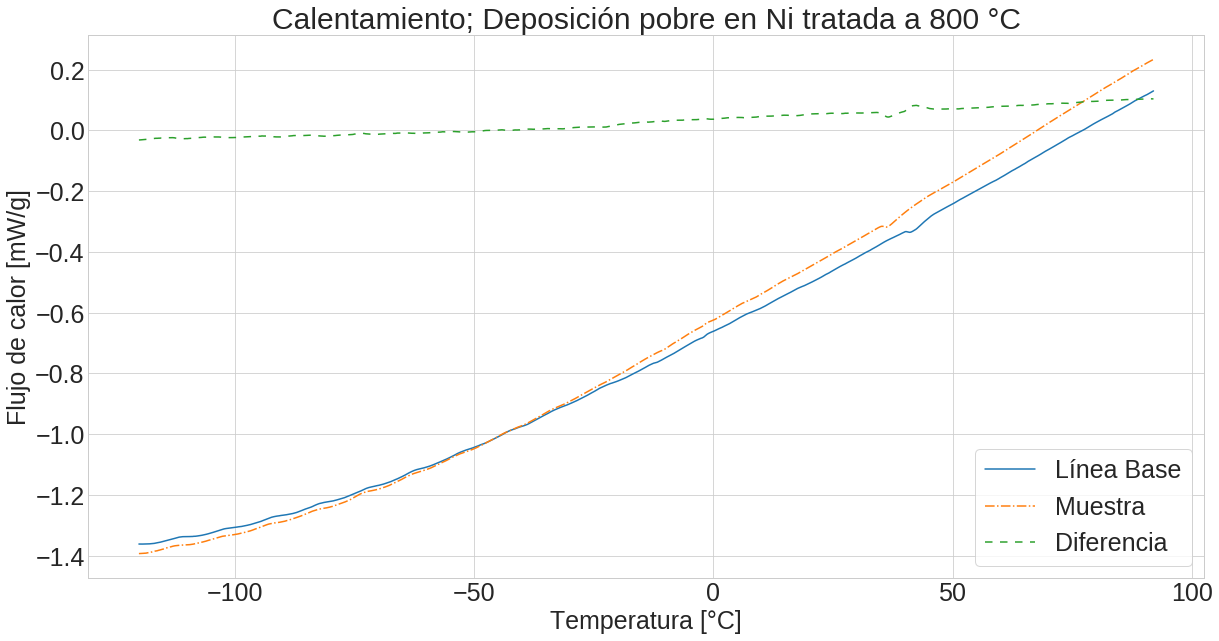 Calentamiento; Deposición pobre en Ni tratada a 800 °C
Flujo de calor [mW/g]
0.2
0.0
−0.2
−0.4
−0.6
−0.8
−1.0
−1.2
−1.4
Línea Base
Muestra
Diferencia
−100
−50
0
50
100
Temperatura [°C]